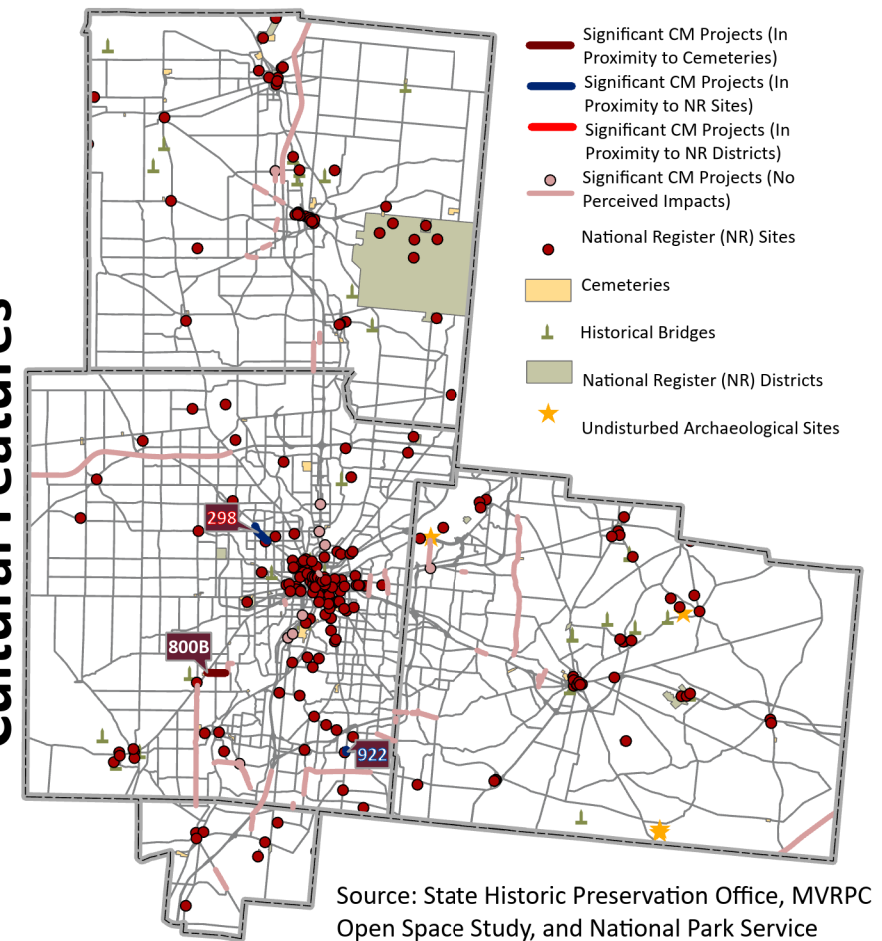 Significant CM Projects (In
Proximity to Cemeteries)
Significant CM Projects (In
Proximity to NR Sites)
Significant CM Projects (In
Proximity to NR Districts)
Significant CM Projects (No
Perceived Impacts)
National Register (NR) Sites
Cemeteries
Historical Bridges
National Register (NR) Districts
Undisturbed Archaeological Sites
298
800B
922
Source: State Historic Preservation Office, MVRPC
Open Space Study, and National Park Service
Features